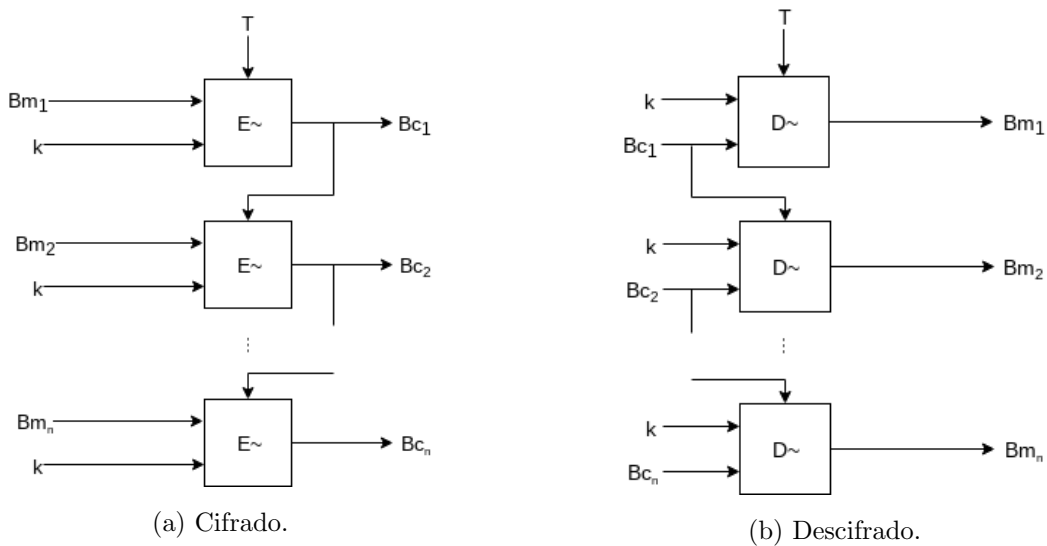 T
Bm₁
k
E~
Bc₁
Bm₂
k
E~
Bc₂
⋮
Bmₙ
k
E~
Bcₙ
(a) Cifrado.
T
k
Bc₁
D~
Bm₁
k
Bc₂
D~
Bm₂
⋮
k
Bcₙ
D~
Bmₙ
(b) Descifrado.